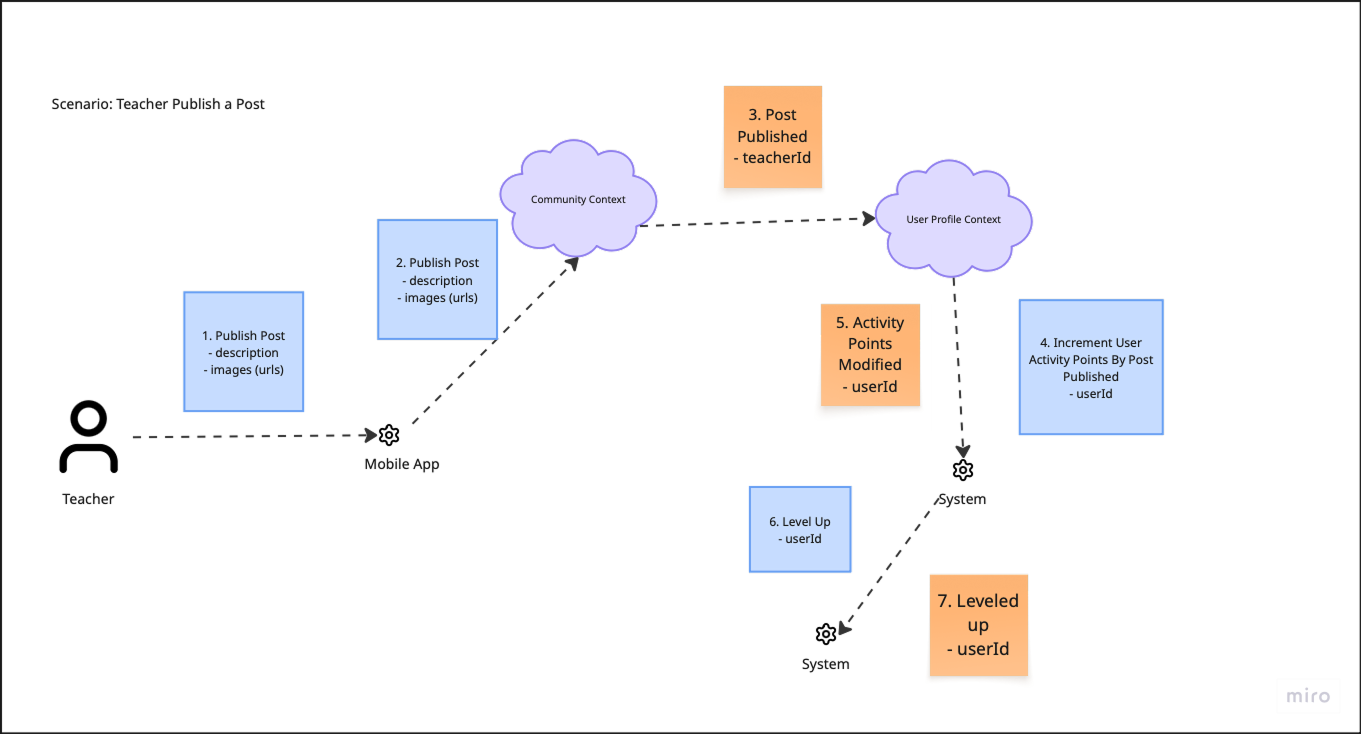 Scenario: Teacher Publish a Post
3. Post
Published
- teacherId
Community Context
User Profile Context
2. Publish Post
- description
- images (urls)
1. Publish Post
- description
- images (urls)
5. Activity
Points
Modified
- userId
4. Increment User
Activity Points By Post
Published
- userId
Mobile App
Teacher
System
6. Level Up
- userId
7. Leveled
up
- userId
System
miro